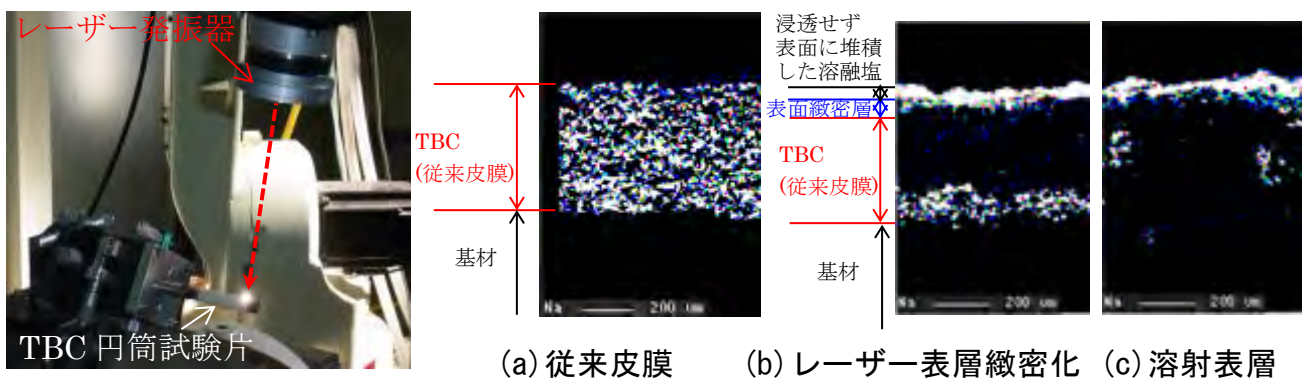 レーザー発振器
TBC 円筒試験片
TBC
(従来皮膜)
基材
Na
200 um
(a)従来皮膜
浸透せず
表面に堆積
した溶融塩
表面緻密層
TBC
(従来皮膜)
基材
Na
200 um
(b)レーザー表層緻密化
Na
200 um
(c)溶射表層